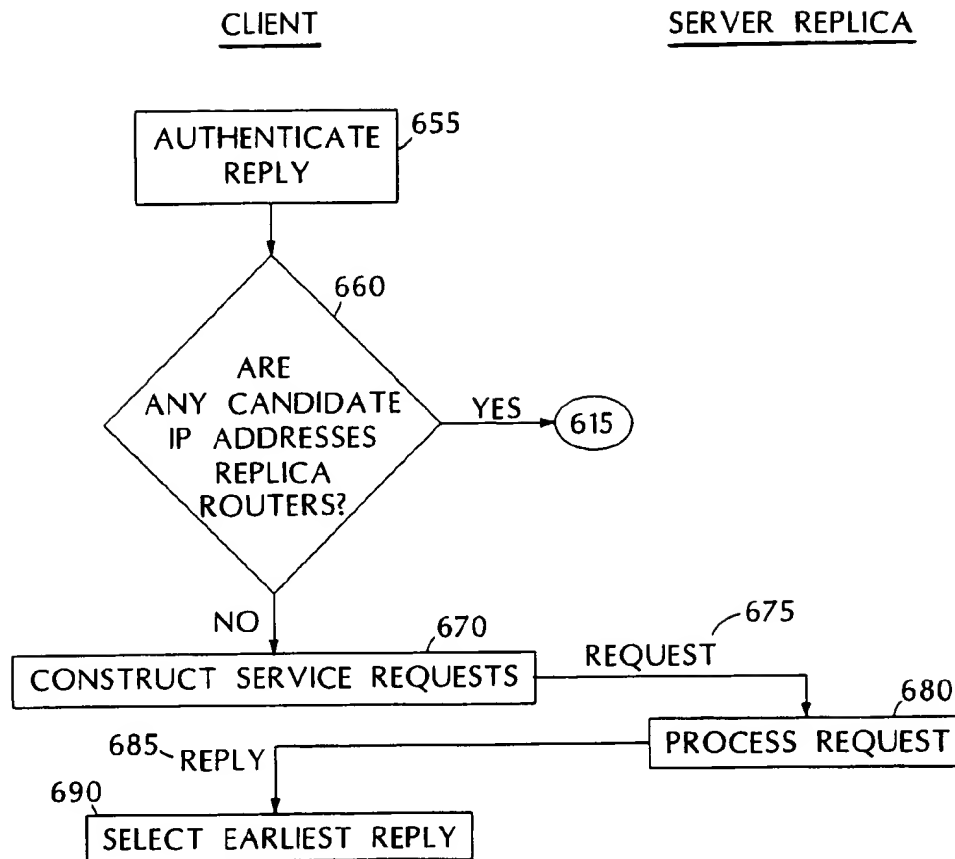 CLIENT
SERVER REPLICA
AUTHENTICATE
REPLY
655
660
ARE
ANY CANDIDATE
IP ADDRESSES
REPLICA
ROUTERS?
YES
615
NO
670
CONSTRUCT SERVICE REQUESTS
675
REQUEST
680
PROCESS REQUEST
685
REPLY
690
SELECT EARLIEST REPLY